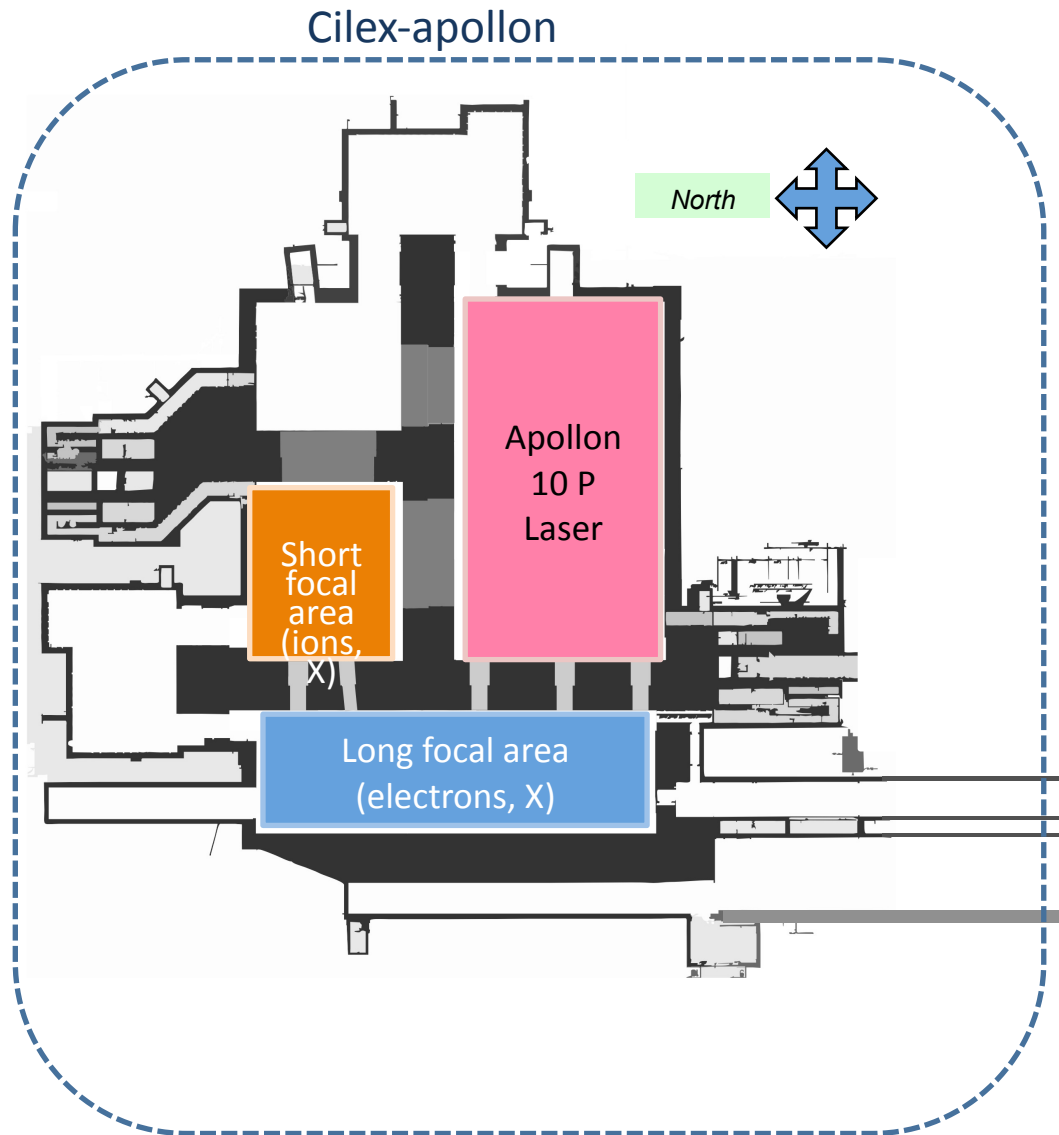 Cilex-apollon
North
Apollon
10 P
Laser
Short
focal
area
(ions,
X)
Long focal area
(electrons, X)